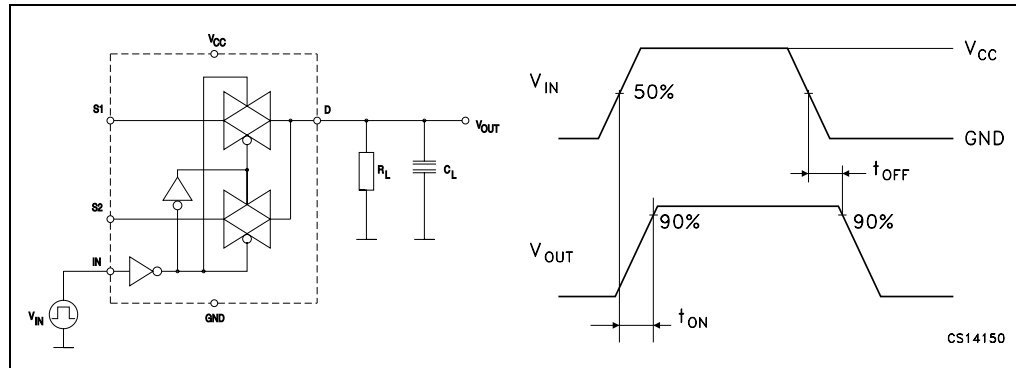 VCC
S1
D
VOUT
RL
CL
S2
IN
VIN
GND
VCC
VIN
50%
GND
tOFF
90%
90%
VOUT
tON
CS14150